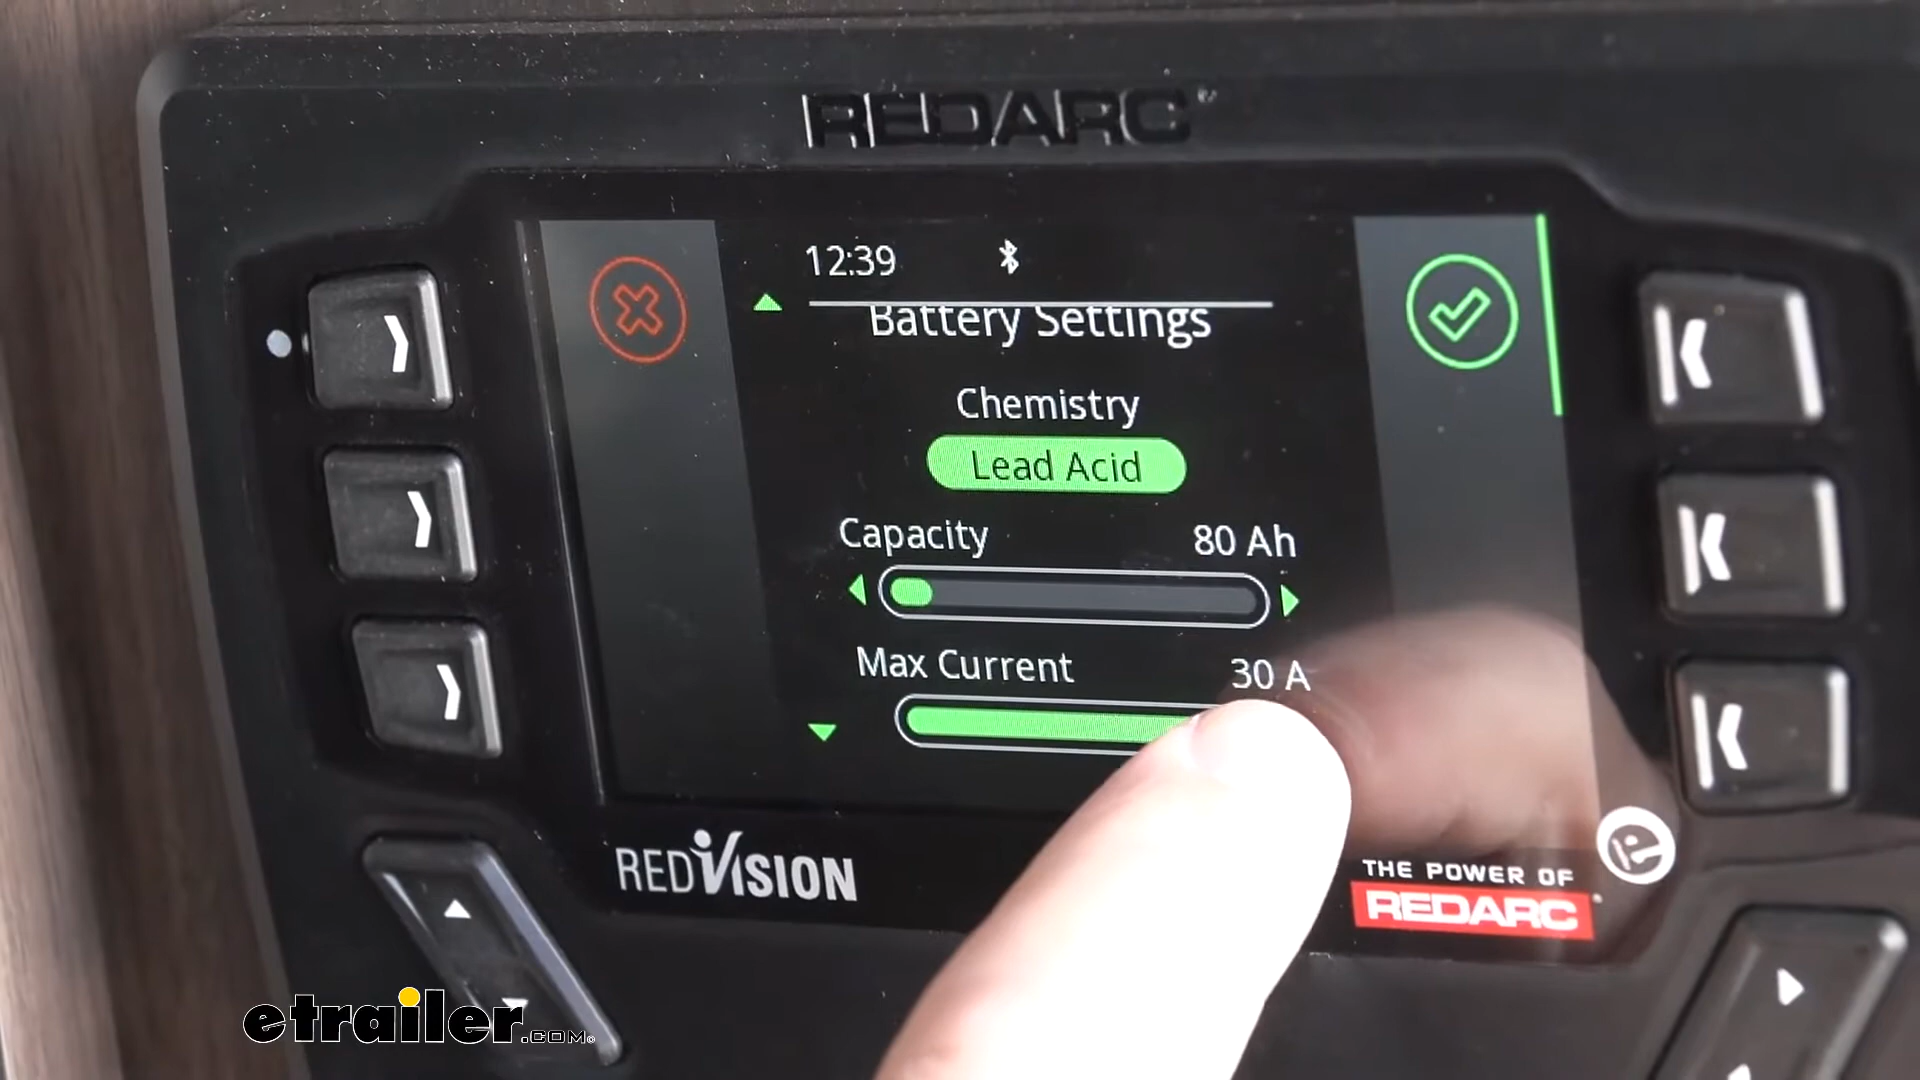 REDARC®
12:39
Battery Settings
Chemistry
Lead Acid
Capacity 80 Ah
Max Current 30 A
REDVISION
THE POWER OF
REDARC
e
etrailer.com